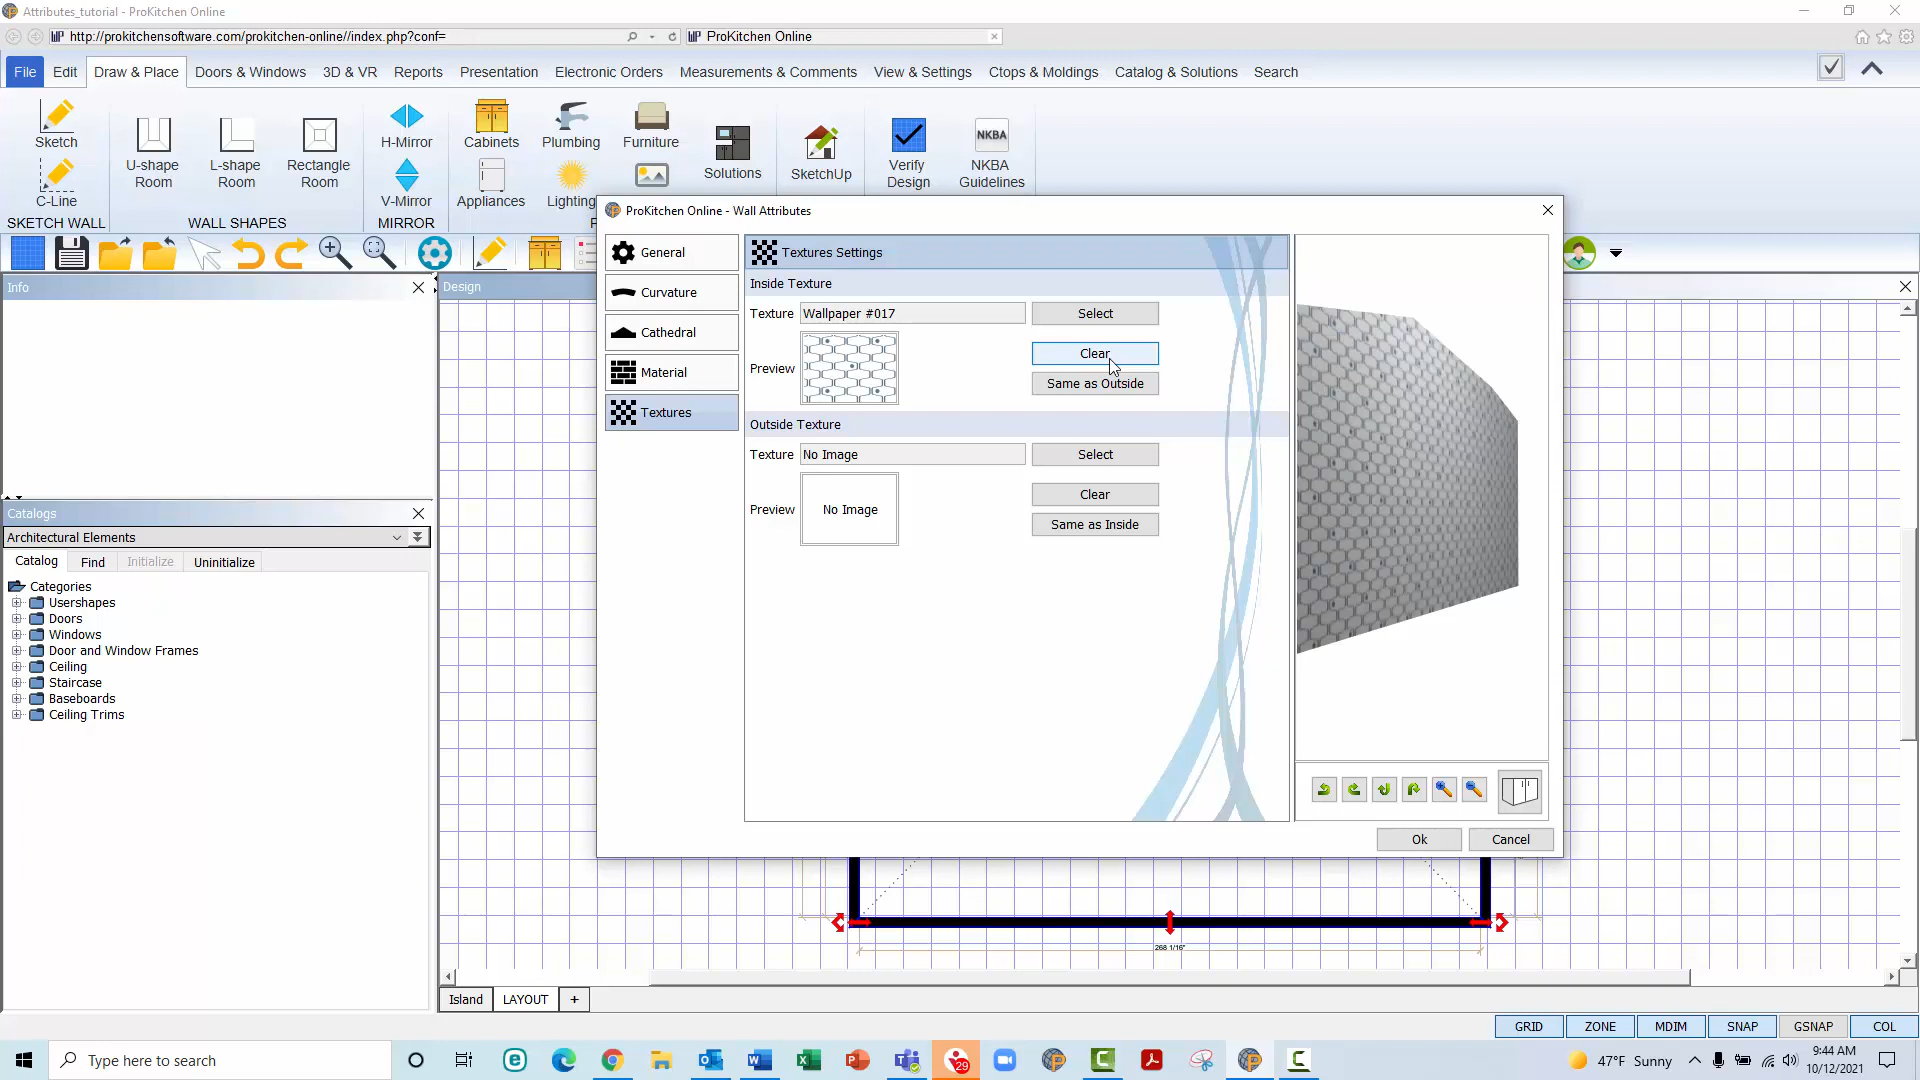 Attributes_tutorial - ProKitchen Online
http://prokitchensoftware.com/prokitchen-online//index.php?conf=
ProKitchen Online
File Edit Draw & Place Doors & Windows 3D & VR Reports Presentation Electronic Orders Measurements & Comments View & Settings Ctops & Moldings Catalog & Solutions Search
Sketch
C-Line
SKETCH WALL
U-shape Room
L-shape Room
Rectangle Room
WALL SHAPES
H-Mirror
V-Mirror
MIRROR
Cabinets
Appliances
Plumbing
Lighting
Furniture
Solutions
SketchUp
Verify Design
NKBA
NKBA Guidelines
Info
Design
Catalogs
Architectural Elements
Catalog Find Initialize Uninitialize
Categories
Usershapes
Doors
Windows
Door and Window Frames
Ceiling
Staircase
Baseboards
Ceiling Trims
ProKitchen Online - Wall Attributes
General
Curvature
Cathedral
Material
Textures
Textures Settings
Inside Texture
Texture Wallpaper #017 Select
Clear
Preview
Same as Outside
Outside Texture
Texture No Image Select
Clear
Preview No Image
Same as Inside
Ok Cancel
268 1/16"
Island LAYOUT +
GRID ZONE MDIM SNAP GSNAP COL
Type here to search
29
47°F Sunny
9:44 AM
10/12/2021